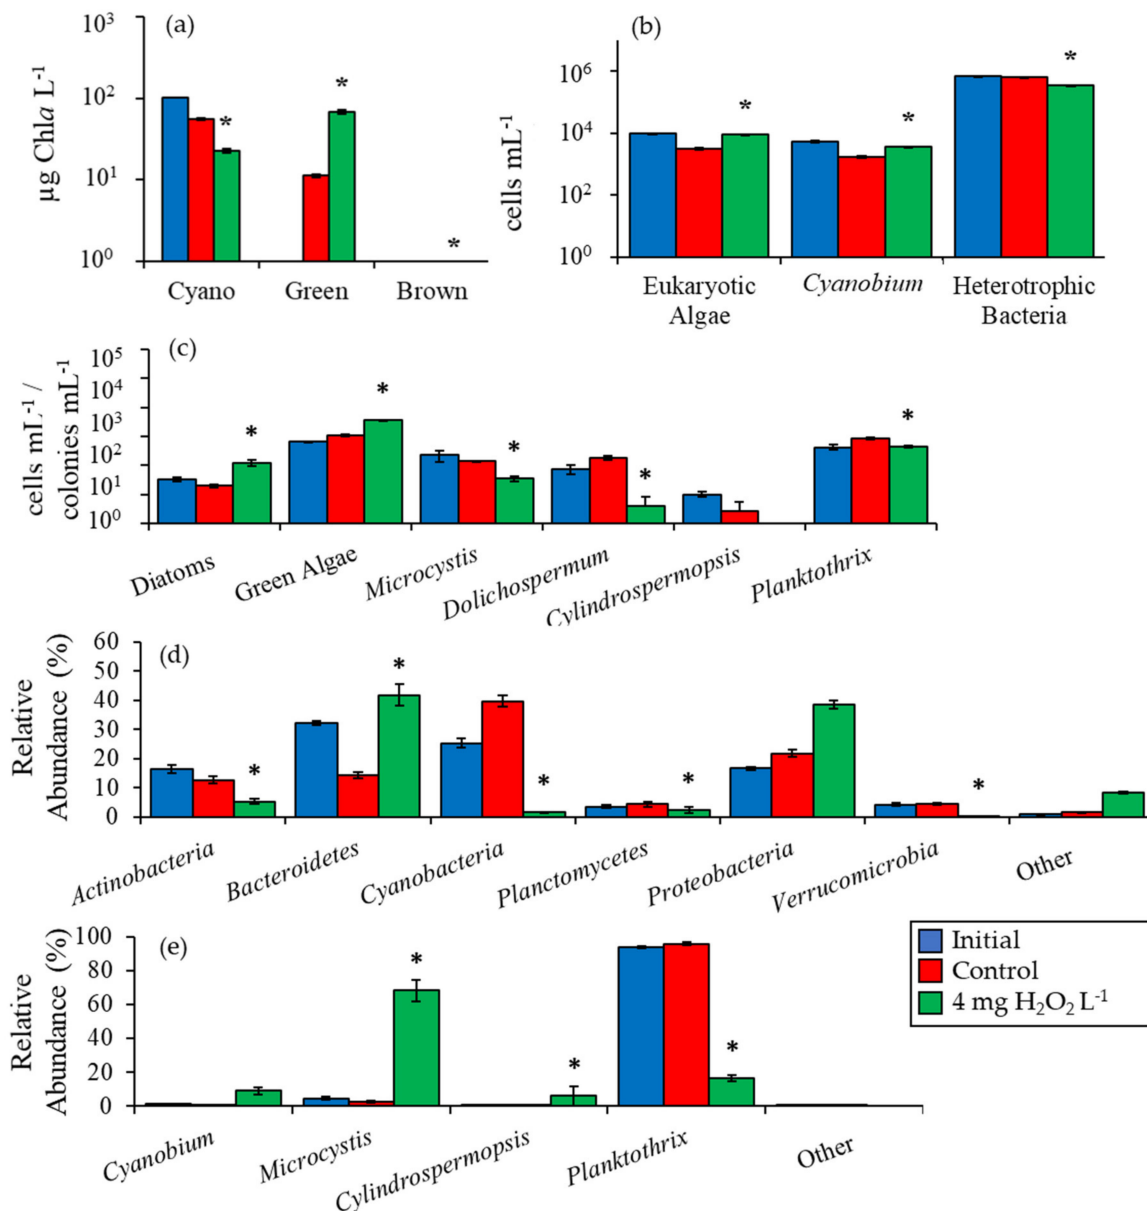 (a)
µg Chla L⁻¹
10³
10²
10¹
10⁰
*
*
*
Cyano Green Brown
(b)
cells mL⁻¹
10⁶
10⁴
10²
10⁰
*
*
*
Eukaryotic Algae
Cyanobium
Heterotrophic Bacteria
(c)
cells mL⁻¹ /
colonies mL⁻¹
10⁵
10⁴
10³
10²
10¹
10⁰
*
*
*
*
*
Diatoms
Green Algae
Microcystis
Dolichospermum
Cylindrospermopsis
Planktothrix
(d)
Relative
Abundance (%)
60
50
40
30
20
10
0
*
*
*
*
*
Actinobacteria
Bacteroidetes
Cyanobacteria
Planctomycetes
Proteobacteria
Verrucomicrobia
Other
(e)
Relative
Abundance (%)
100
80
60
40
20
0
*
*
*
Cyanobium
Microcystis
Cylindrospermopsis
Planktothrix
Other
Initial
Control
4 mg H₂O₂ L⁻¹